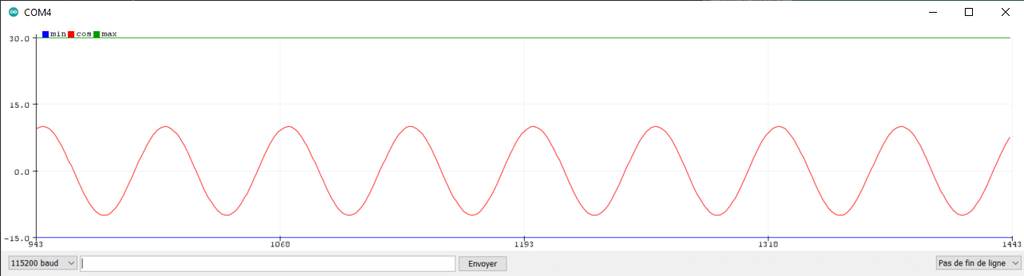 COM4
min cos max
30.0
15.0
0.0
-15.0
943 1068 1193 1318 1443
115200 baud Envoyer Pas de fin de ligne